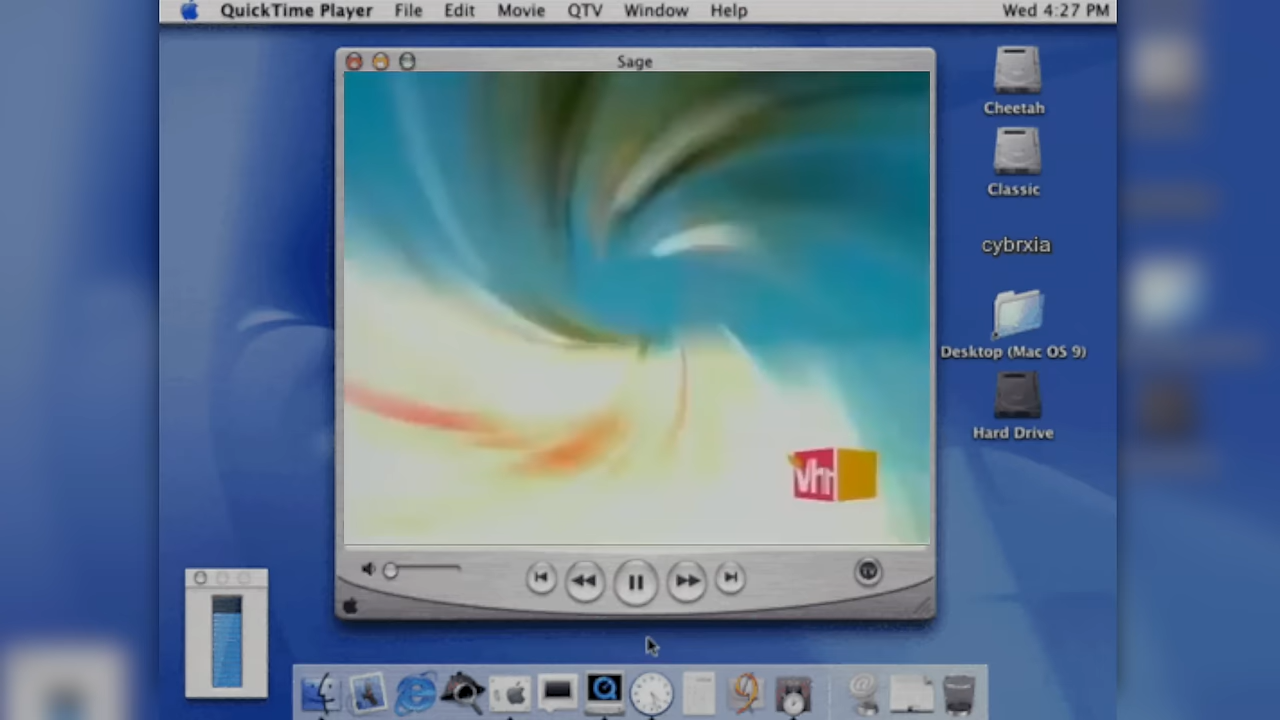 QuickTime Player File Edit Movie QTV Window Help Wed 4:27 PM
Sage
Cheetah
Classic
cybrxia
Desktop (Mac OS 9)
Hard Drive
vh1
TV